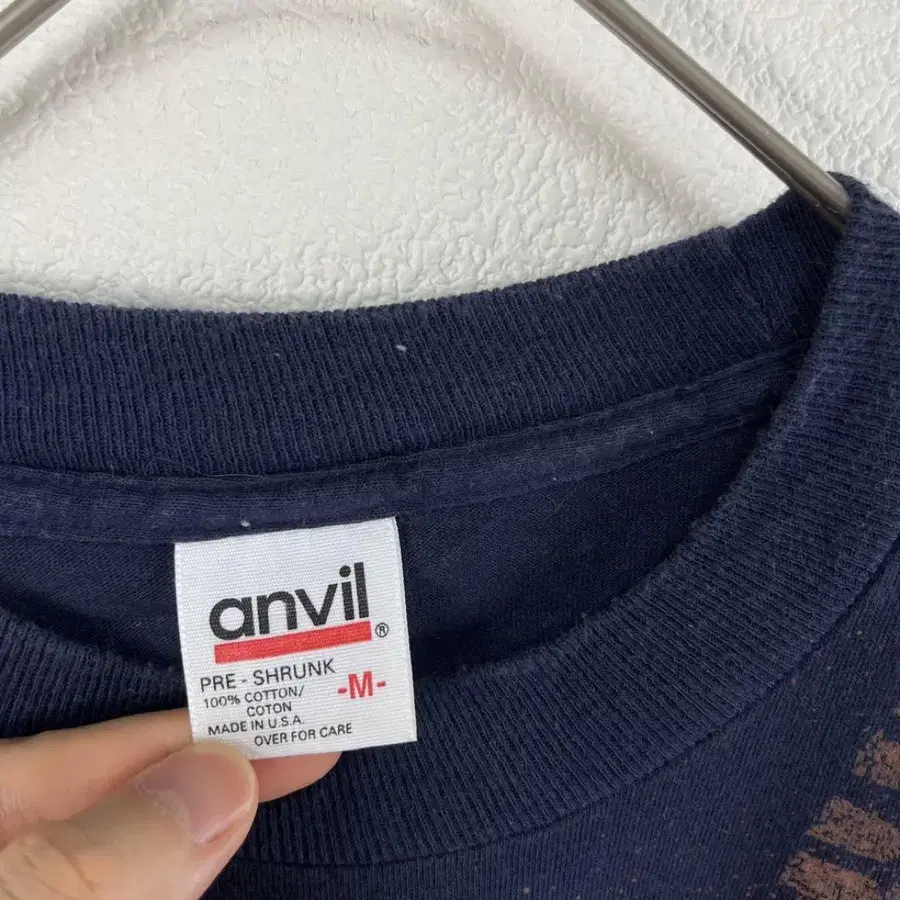 anvil®
PRE - SHRUNK
100% COTTON/
COTON
-M-
MADE IN U.S.A.
OVER FOR CARE